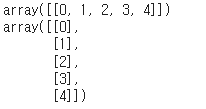 array([[0, 1, 2, 3, 4]])
array([[0],
       [1],
       [2],
       [3],
       [4]])